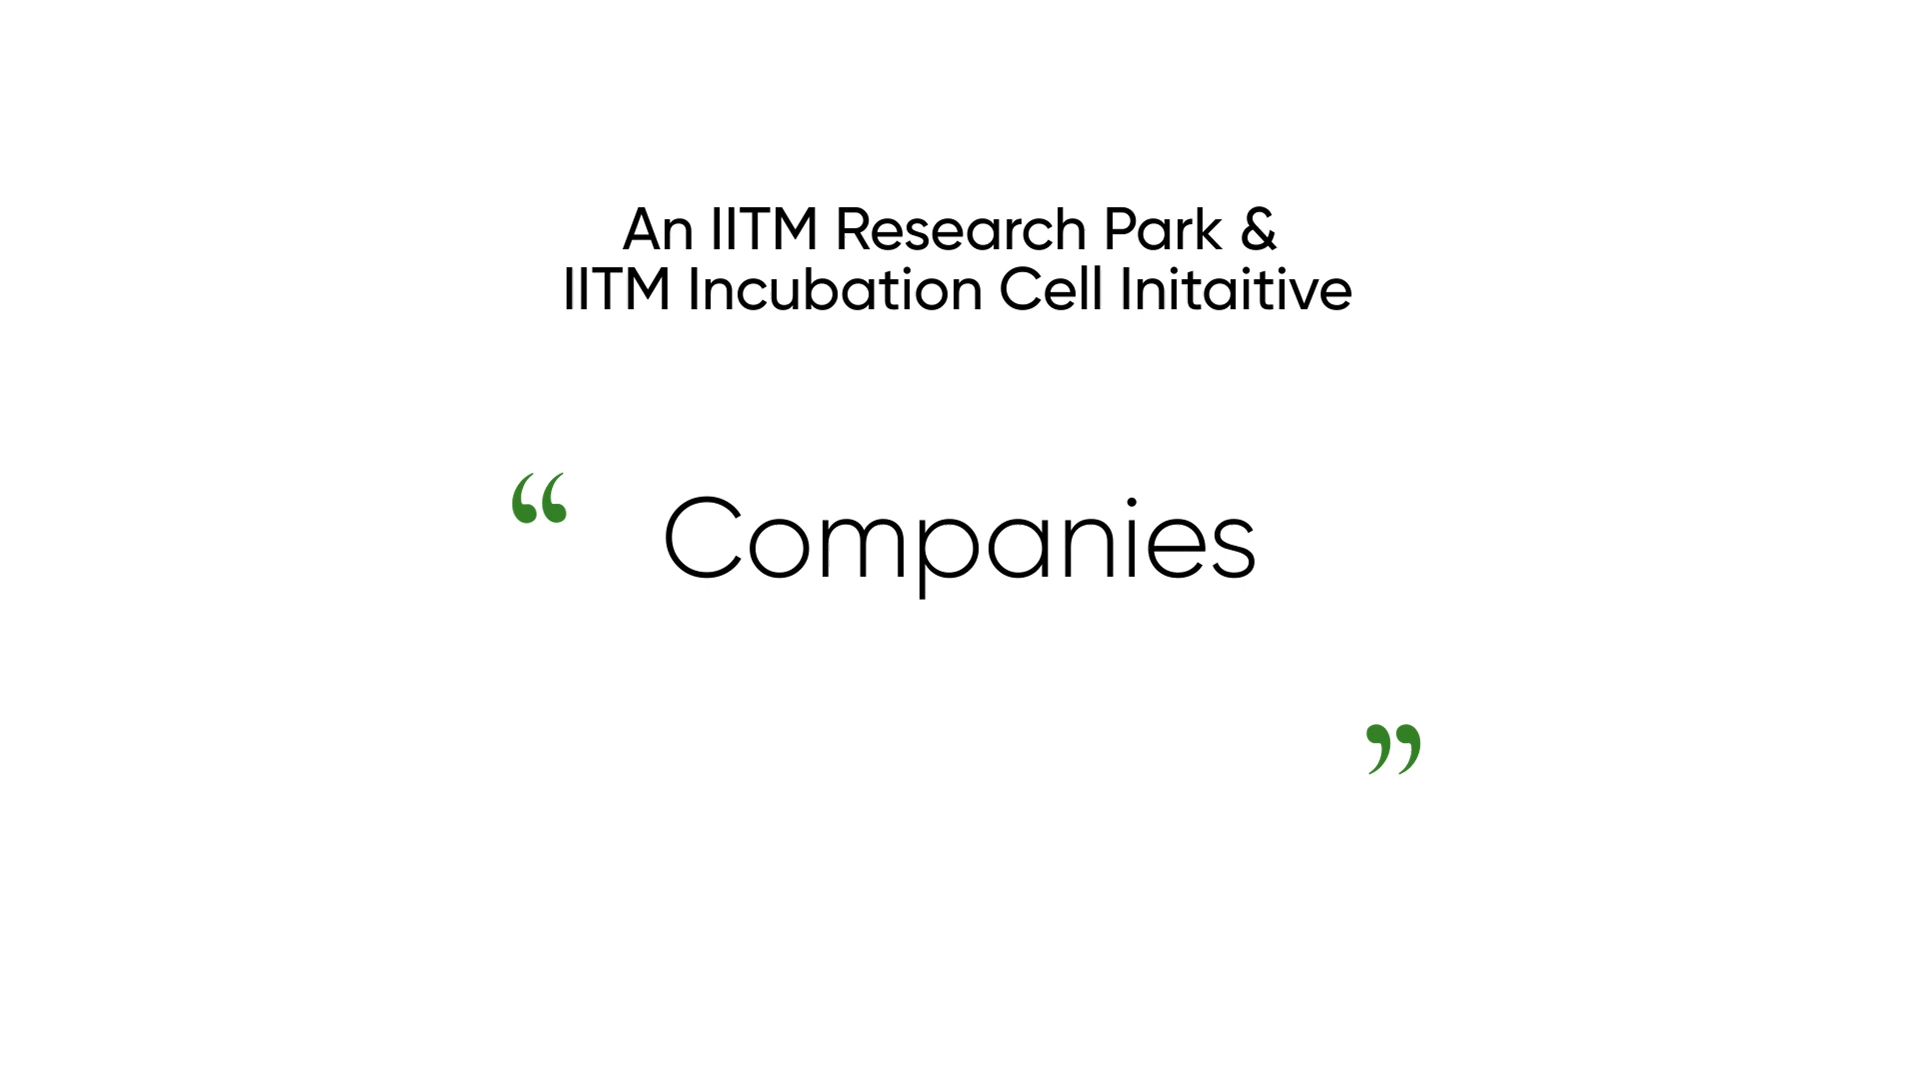 An IITM Research Park &
IITM Incubation Cell Initaitive
“ Companies
”